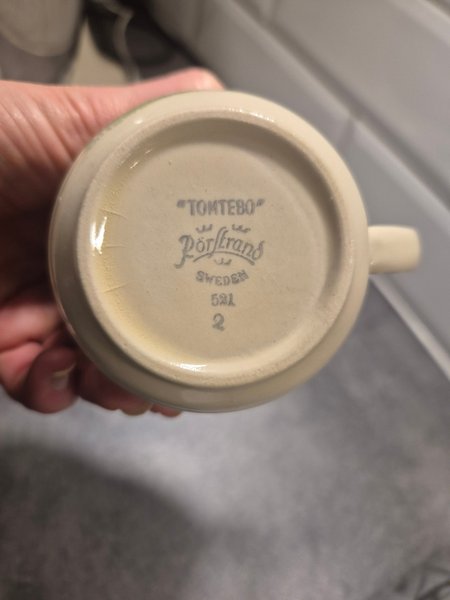 "TOMTEBO"
Rörstrand
SWEDEN
521
2